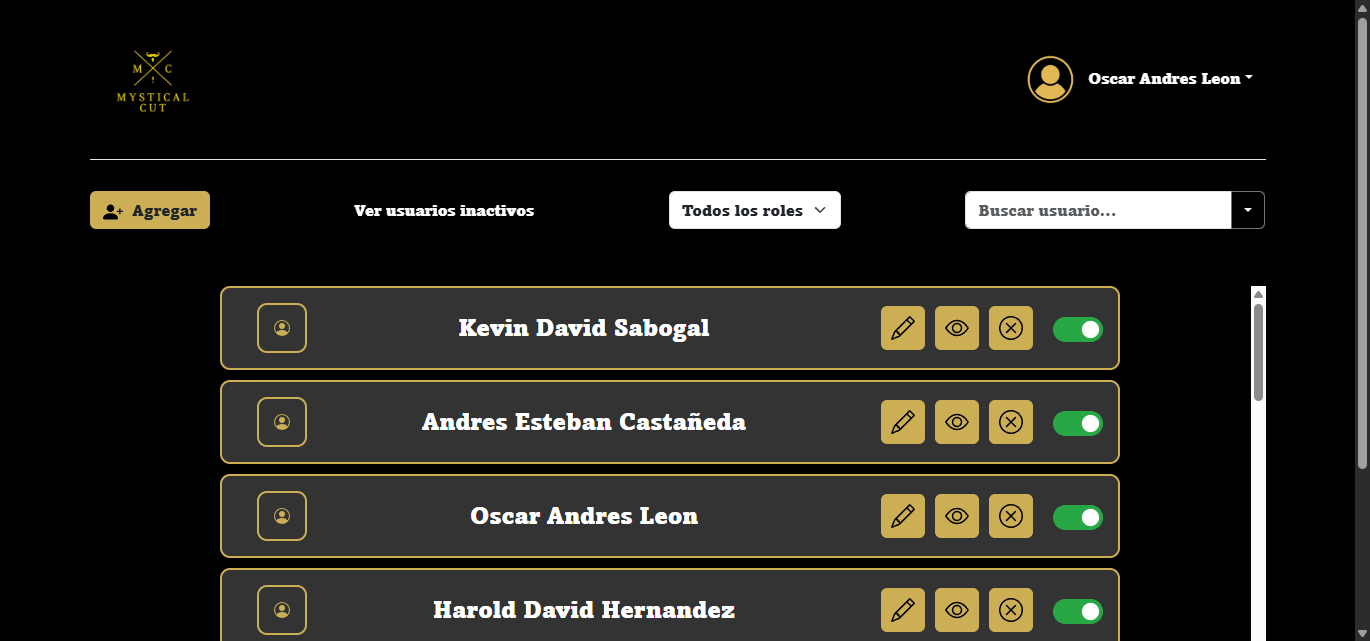 M C
MYSTICAL
CUT
Oscar Andres Leon
Agregar
Ver usuarios inactivos
Todos los roles
Buscar usuario...
Kevin David Sabogal
Andres Esteban Castañeda
Oscar Andres Leon
Harold David Hernandez